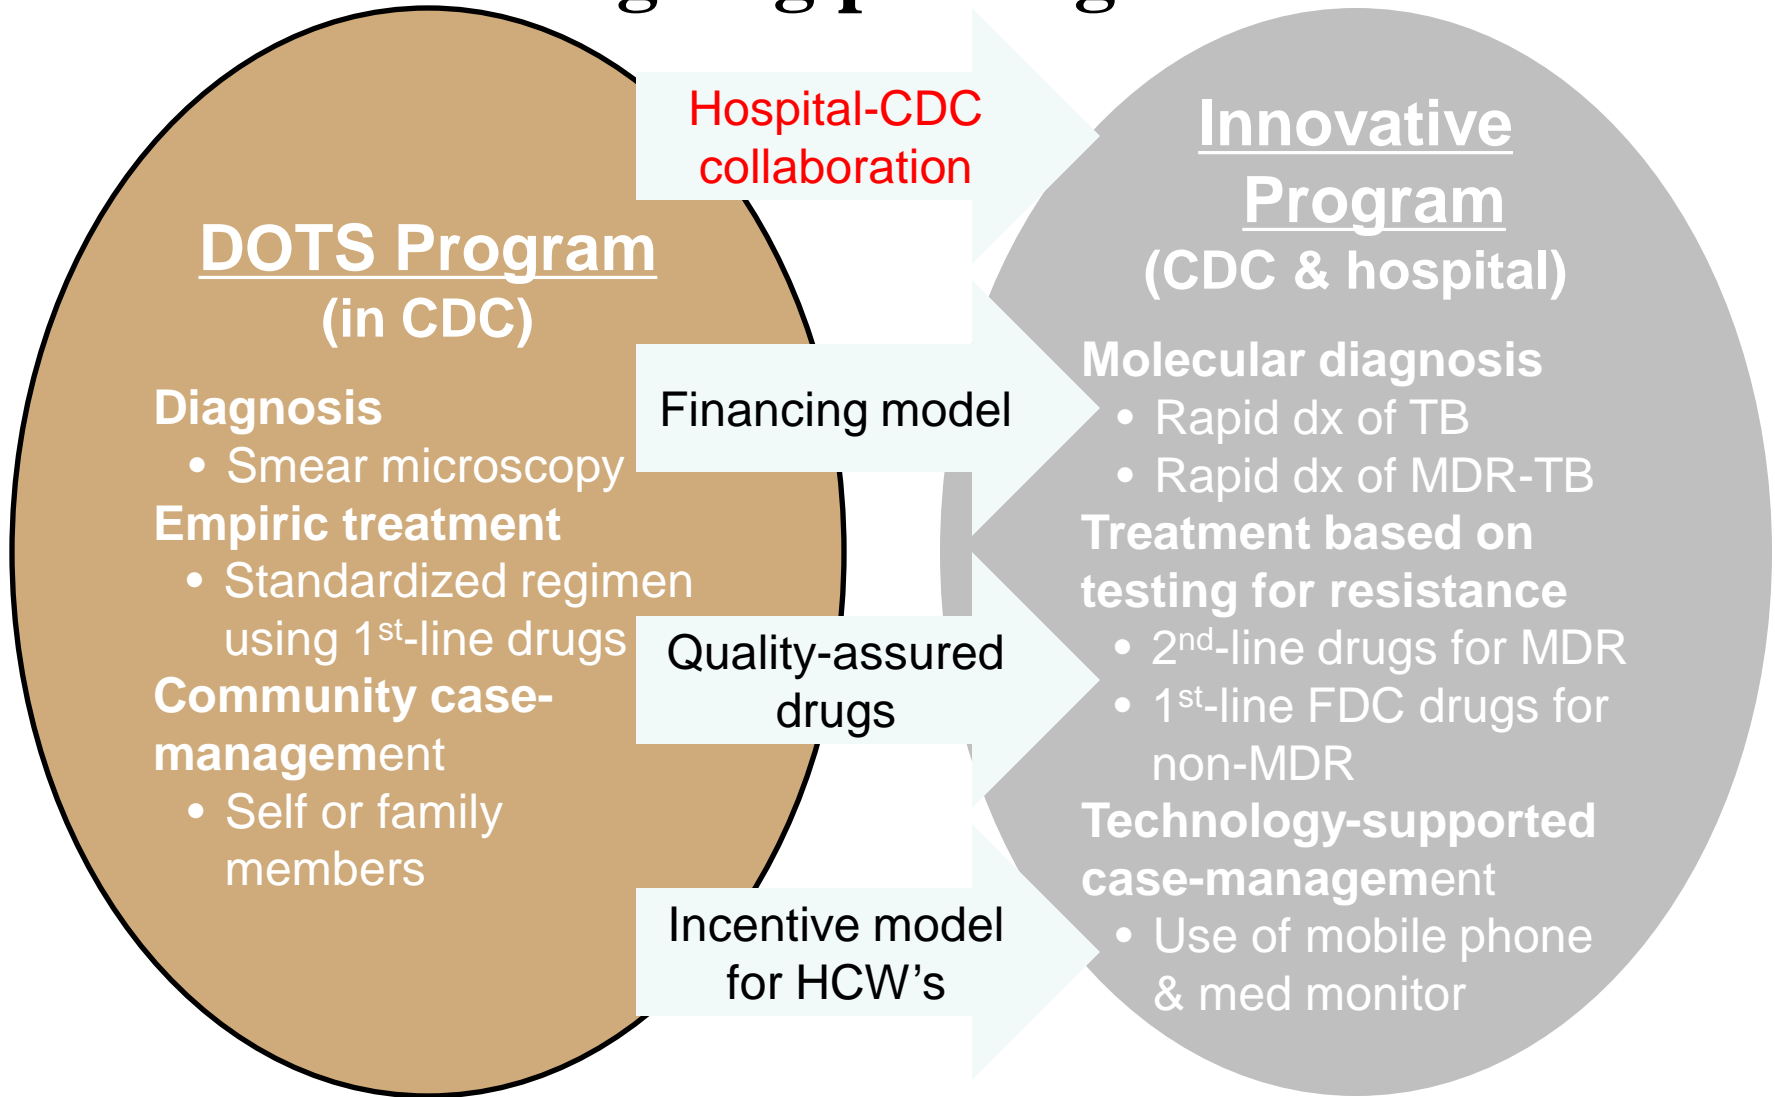 DOTS Program
(in CDC)
Diagnosis
• Smear microscopy
Empiric treatment
• Standardized regimen
using 1st-line drugs
Community case-
management
• Self or family
members
Hospital-CDC
collaboration
Financing model
Quality-assured
drugs
Incentive model
for HCW’s
Innovative
Program
(CDC & hospital)
Molecular diagnosis
• Rapid dx of TB
• Rapid dx of MDR-TB
Treatment based on
testing for resistance
• 2nd-line drugs for MDR
• 1st-line FDC drugs for
non-MDR
Technology-supported
case-management
• Use of mobile phone
& med monitor